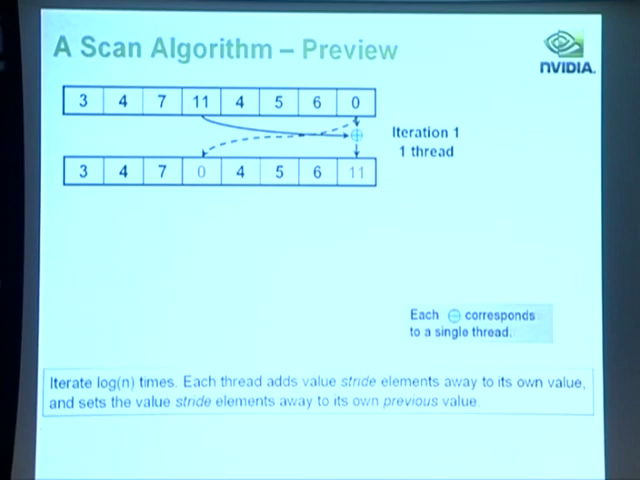 A Scan Algorithm – Preview
NVIDIA.
3 4 7 11 4 5 6 0
Iteration 1
1 thread
3 4 7 0 4 5 6 11
Each ⊕ corresponds
to a single thread.
Iterate log(n) times. Each thread adds value stride elements away to its own value,
and sets the value stride elements away to its own previous value.